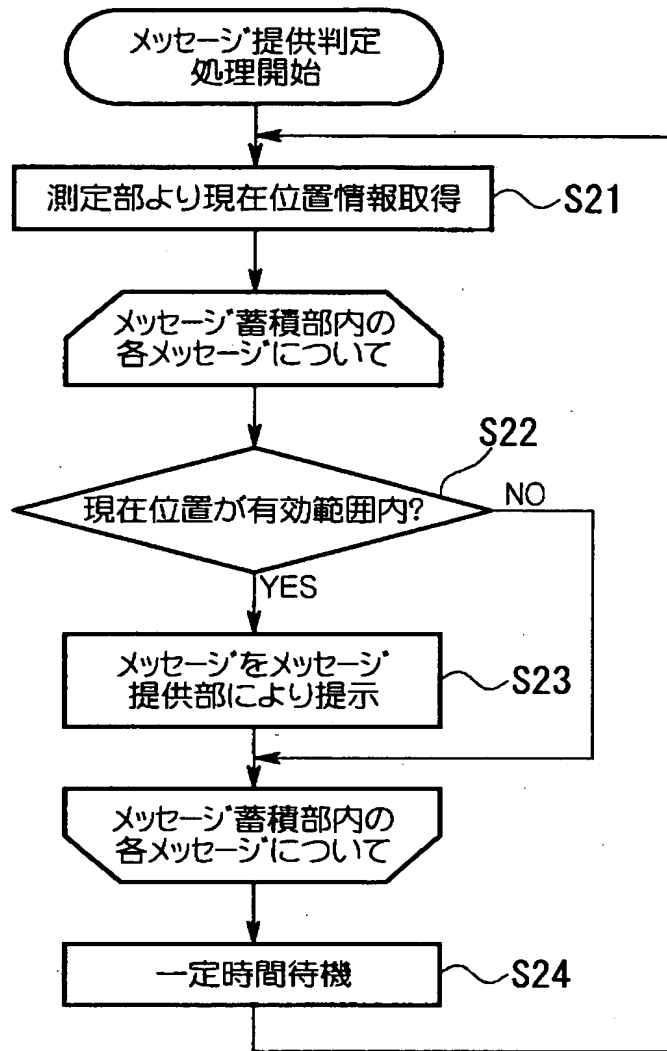 メッセージ提供判定
処理開始
測定部より現在位置情報取得
S21
メッセージ蓄積部内の
各メッセージについて
S22
現在位置が有効範囲内?
NO
YES
メッセージをメッセージ
提供部により提示
S23
メッセージ蓄積部内の
各メッセージについて
一定時間待機
S24